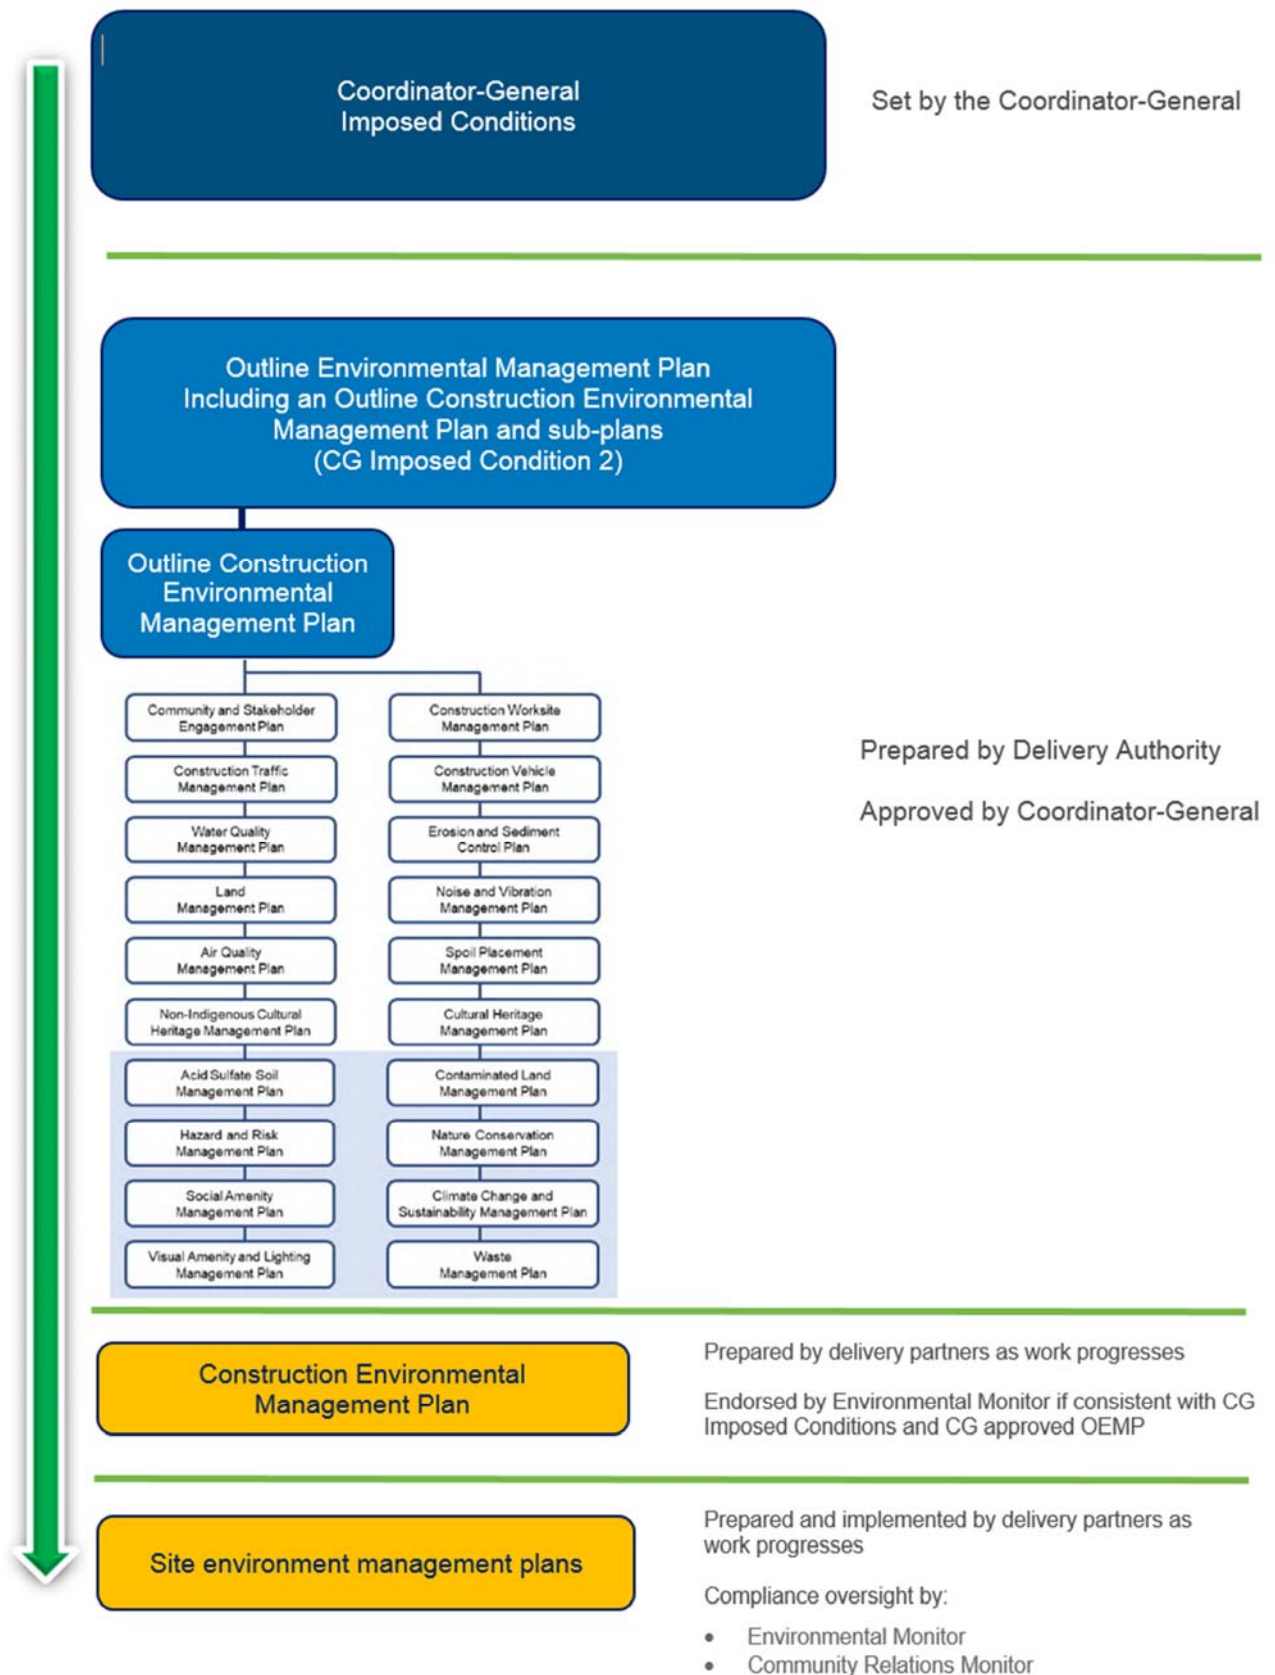 Coordinator-General
Imposed Conditions
Set by the Coordinator-General
Outline Environmental Management Plan
Including an Outline Construction Environmental
Management Plan and sub-plans
(CG Imposed Condition 2)
Outline Construction
Environmental
Management Plan
Community and Stakeholder
Engagement Plan
Construction Traffic
Management Plan
Water Quality
Management Plan
Land
Management Plan
Air Quality
Management Plan
Non-Indigenous Cultural
Heritage Management Plan
Acid Sulfate Soil
Management Plan
Hazard and Risk
Management Plan
Social Amenity
Management Plan
Visual Amenity and Lighting
Management Plan
Construction Worksite
Management Plan
Construction Vehicle
Management Plan
Erosion and Sediment
Control Plan
Noise and Vibration
Management Plan
Spoil Placement
Management Plan
Cultural Heritage
Management Plan
Contaminated Land
Management Plan
Nature Conservation
Management Plan
Climate Change and
Sustainability Management Plan
Waste
Management Plan
Prepared by Delivery Authority
Approved by Coordinator-General
Construction Environmental
Management Plan
Prepared by delivery partners as work progresses
Endorsed by Environmental Monitor if consistent with CG
Imposed Conditions and CG approved OEMP
Site environment management plans
Prepared and implemented by delivery partners as
work progresses
Compliance oversight by:
• Environmental Monitor
• Community Relations Monitor